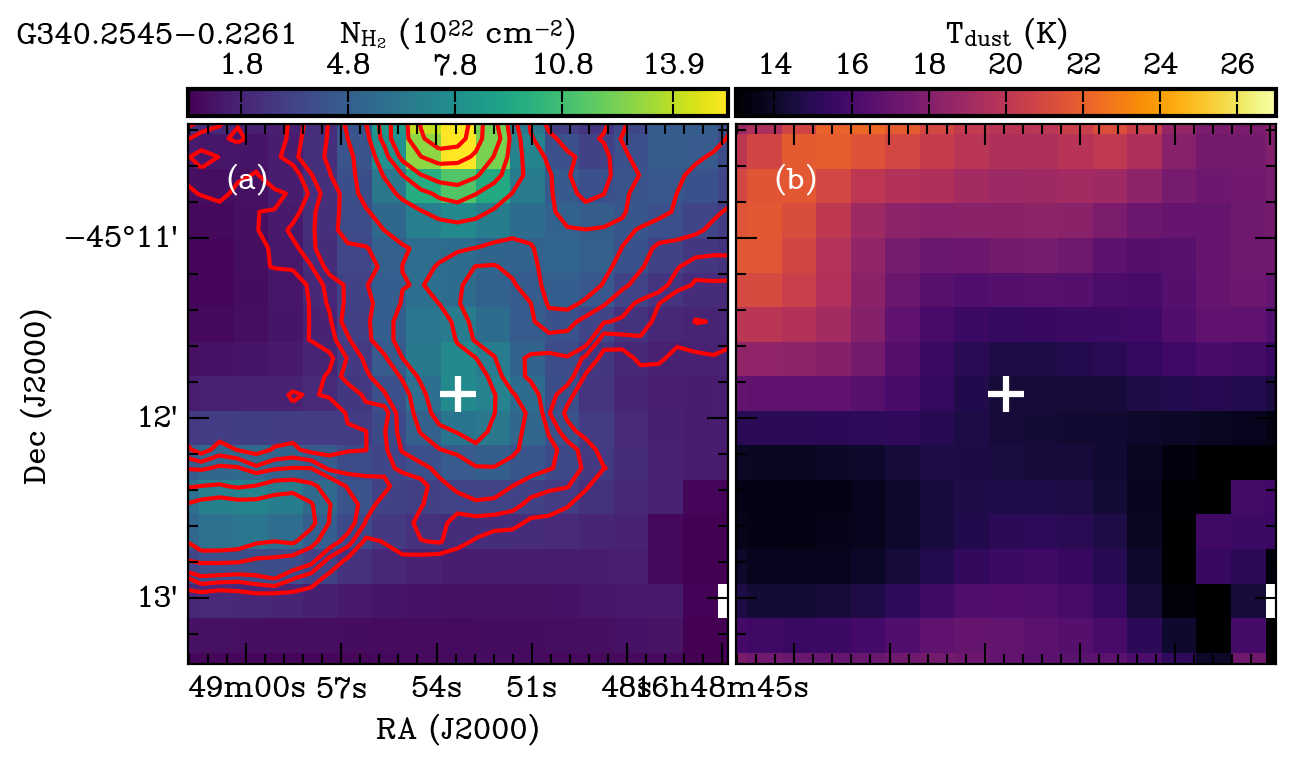 G340.2545−0.2261 N_H₂ (10²² cm⁻²) T_dust (K)
1.8 4.8 7.8 10.8 13.9 14 16 18 20 22 24 26
(a) (b)
−45°11'
12'
13'
Dec (J2000)
49m00s 57s 54s 51s 48s 16h48m45s
RA (J2000)